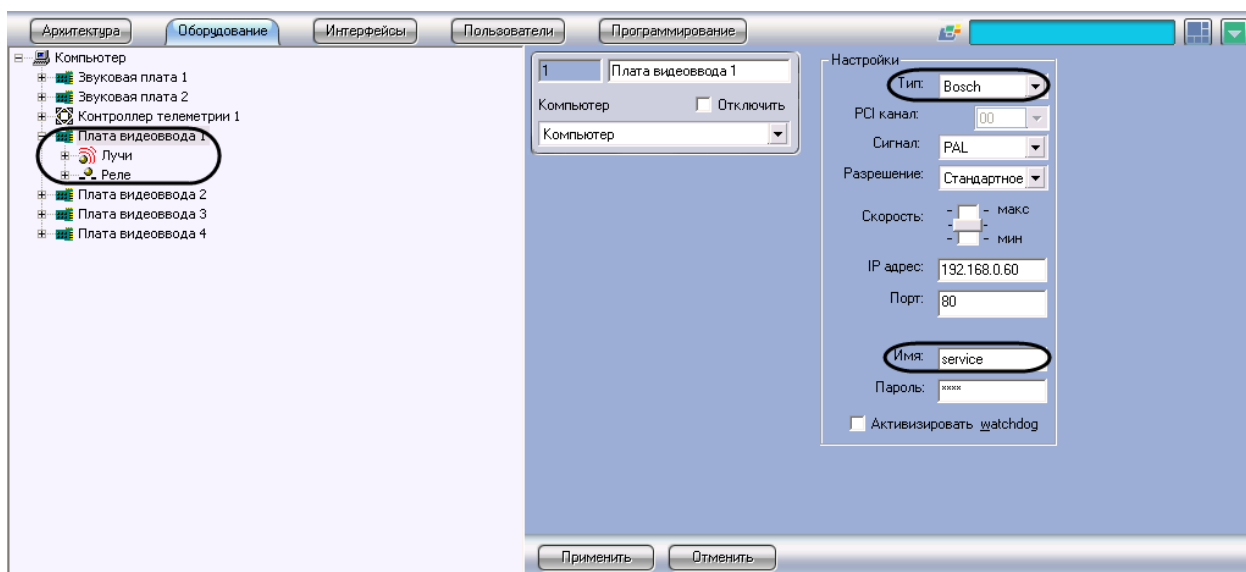 Архитектура Оборудование Интерфейсы Пользователи Программирование
Компьютер
Звуковая плата 1
Звуковая плата 2
Контроллер телеметрии 1
Плата видеоввода 1
Лучи
Реле
Плата видеоввода 2
Плата видеоввода 3
Плата видеоввода 4
1 Плата видеоввода 1
Компьютер Отключить
Компьютер
Настройки
Тип: Bosch
PCI канал: 00
Сигнал: PAL
Разрешение: Стандартное
Скорость: - - макс
- -
- - мин
IP адрес: 192.168.0.60
Порт: 80
Имя: service
Пароль: ****
Активизировать watchdog
Применить Отменить